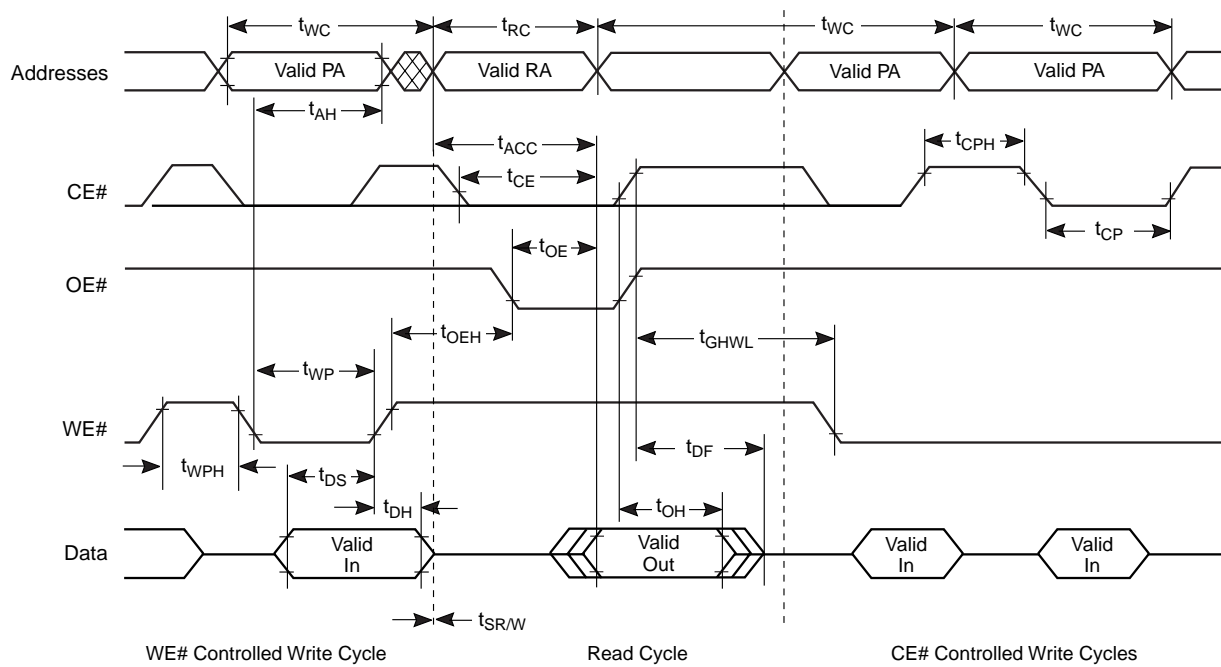 tWC tRC tWC tWC
Addresses Valid PA Valid RA Valid PA Valid PA
tAH
tACC tCPH
tCE
CE#
tOE tCP
OE#
tOEH tGHWL
tWP
WE#
tWPH tDS tDF
tDH tOH
Data Valid In Valid Out Valid In Valid In
tSR/W
WE# Controlled Write Cycle Read Cycle CE# Controlled Write Cycles